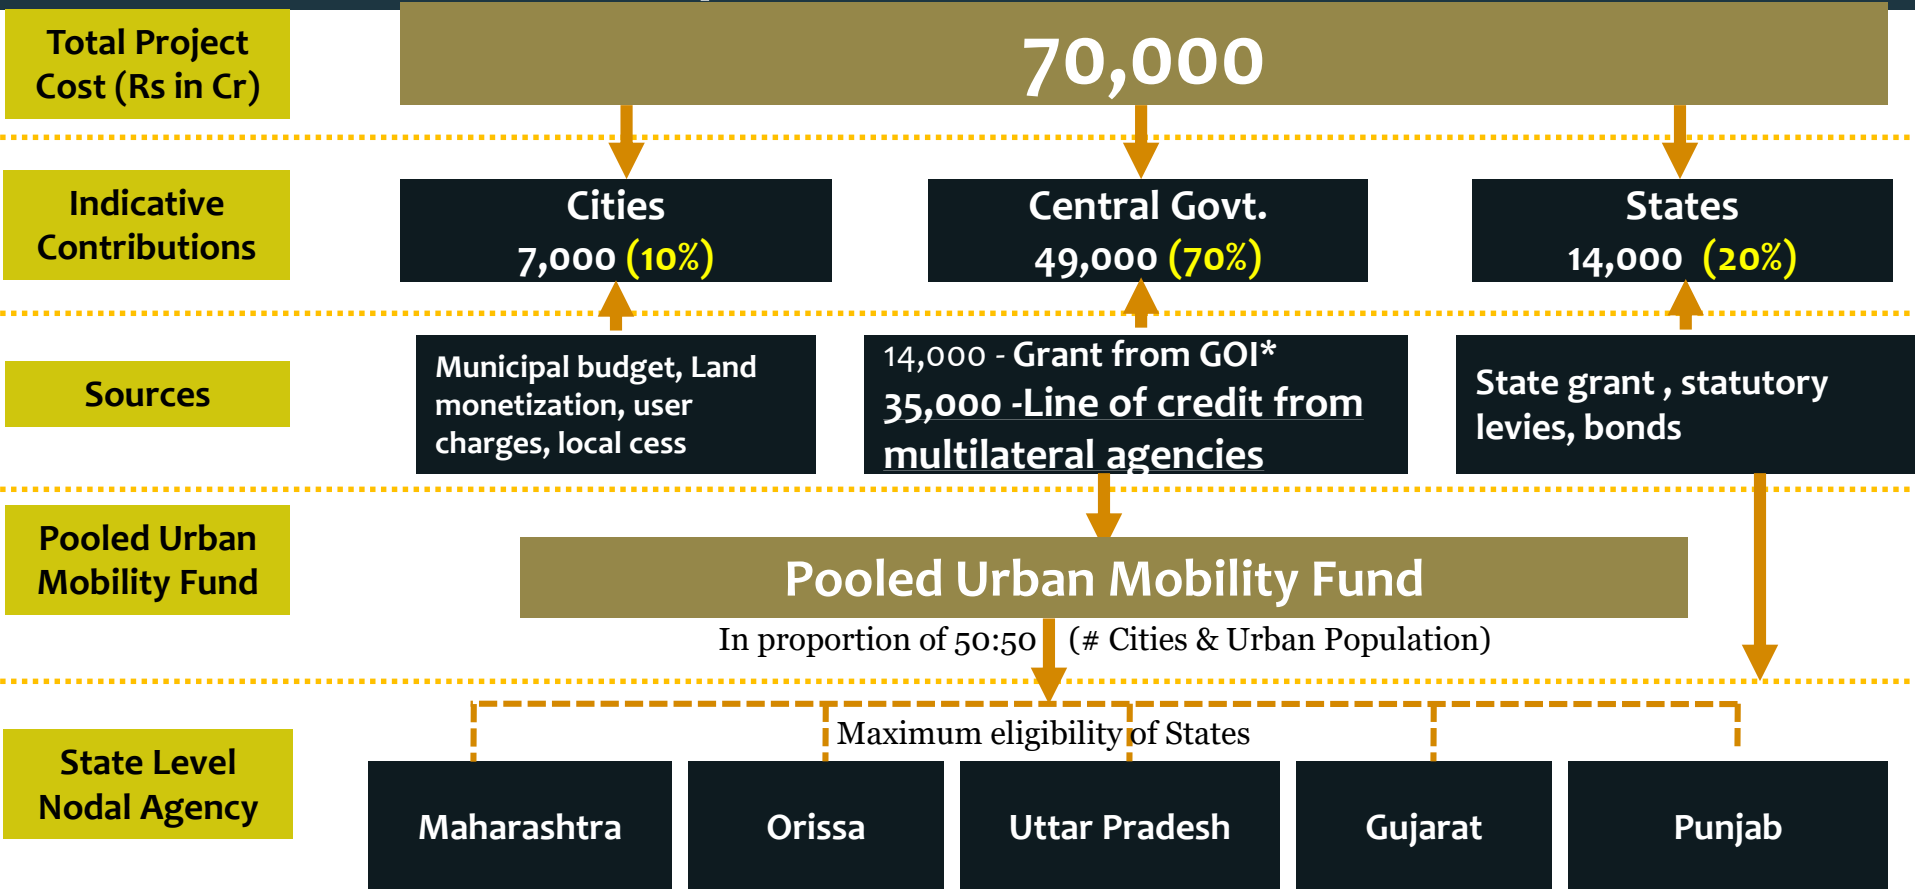 Total Project
Cost (Rs in Cr)
70,000
Indicative
Contributions
Cities
7,000 (10%)
Central Govt.
49,000 (70%)
States
14,000 (20%)
Sources
Municipal budget, Land
monetization, user
charges, local cess
14,000 - Grant from GOI*
35,000 -Line of credit from
multilateral agencies
State grant , statutory
levies, bonds
Pooled Urban
Mobility Fund
Pooled Urban Mobility Fund
In proportion of 50:50 (# Cities & Urban Population)
Maximum eligibility of States
State Level
Nodal Agency
Maharashtra
Orissa
Uttar Pradesh
Gujarat
Punjab